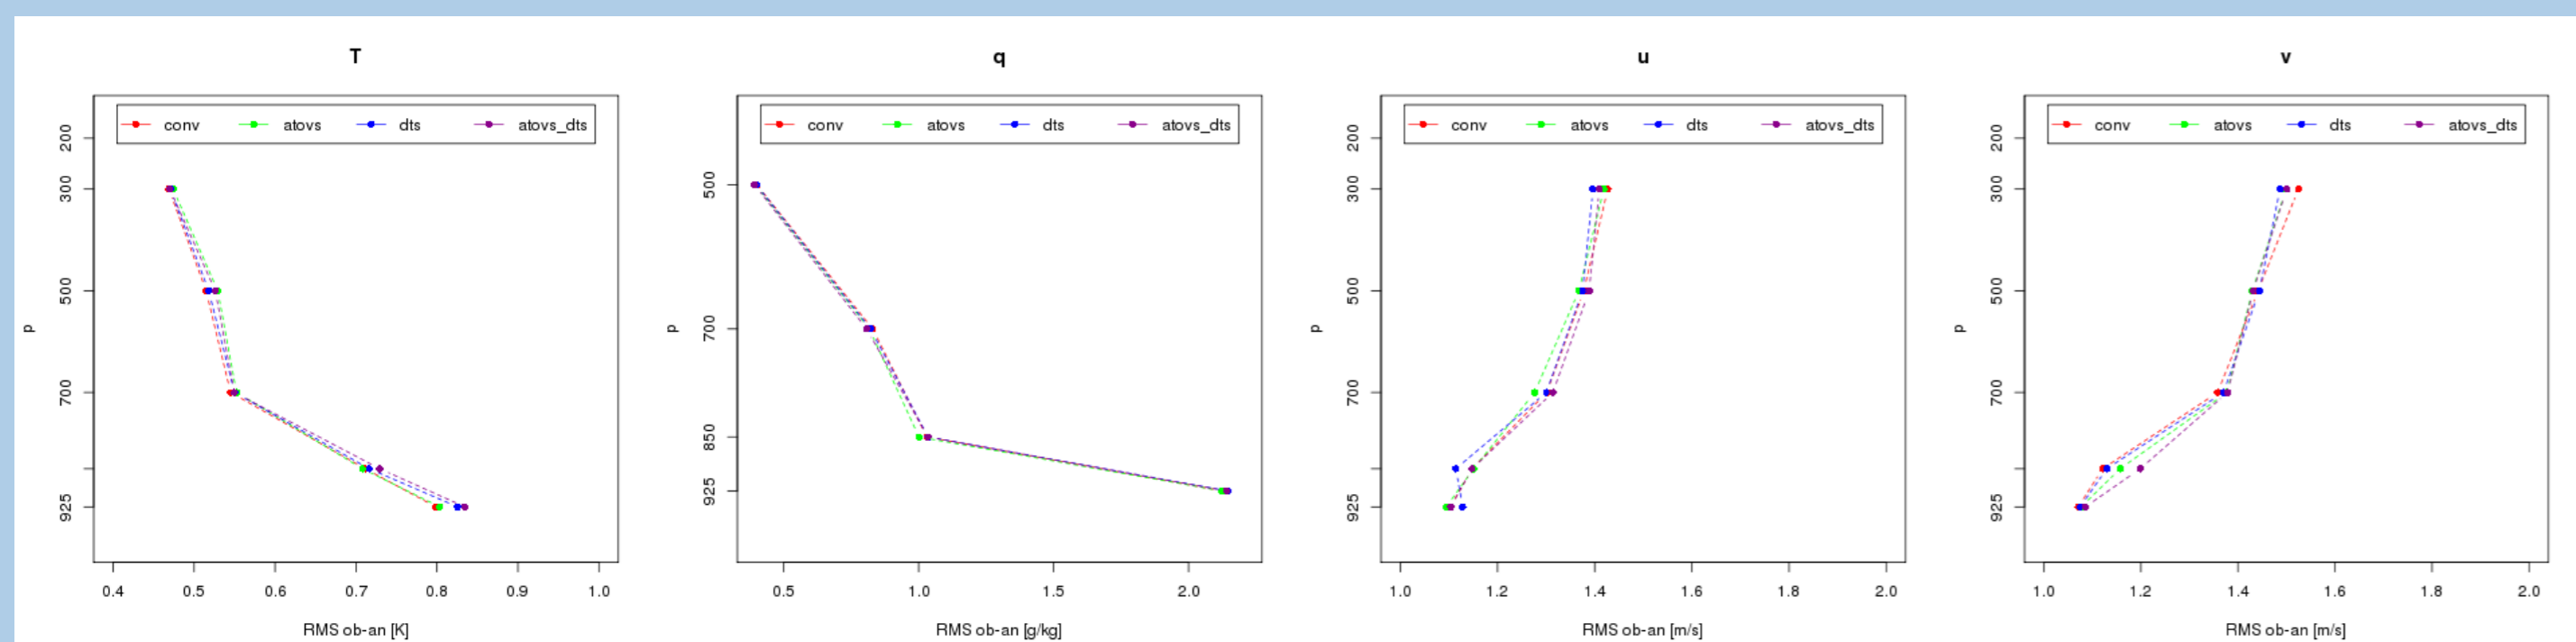 T
conv atovs dts atovs_dts
200
300
500
700
925
p
0.4 0.5 0.6 0.7 0.8 0.9 1.0
RMS ob-an [K]
q
conv atovs dts atovs_dts
500
700
850
925
p
0.5 1.0 1.5 2.0
RMS ob-an [g/kg]
u
conv atovs dts atovs_dts
200
300
500
700
925
p
1.0 1.2 1.4 1.6 1.8 2.0
RMS ob-an [m/s]
v
conv atovs dts atovs_dts
200
300
500
700
925
p
1.0 1.2 1.4 1.6 1.8 2.0
RMS ob-an [m/s]